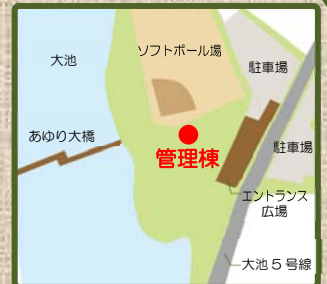 大池
ソフトボール場
駐車場
あゆり大橋
管理棟
駐車場
エントランス
広場
大池5号線